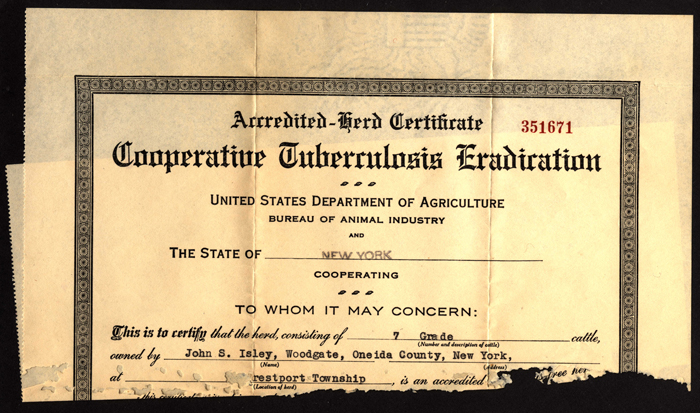 Accredited-Herd Certificate
351671
Cooperative Tuberculosis Eradication
UNITED STATES DEPARTMENT OF AGRICULTURE
BUREAU OF ANIMAL INDUSTRY
AND
THE STATE OF NEW YORK
COOPERATING
TO WHOM IT MAY CONCERN:
This is to certify that the herd, consisting of 7 Grade cattle,
(Number and description of cattle)
owned by John S. Isley, Woodgate, Oneida County, New York,
(Name) (Address)
at restport Township, is an accredited
(Location of herd)